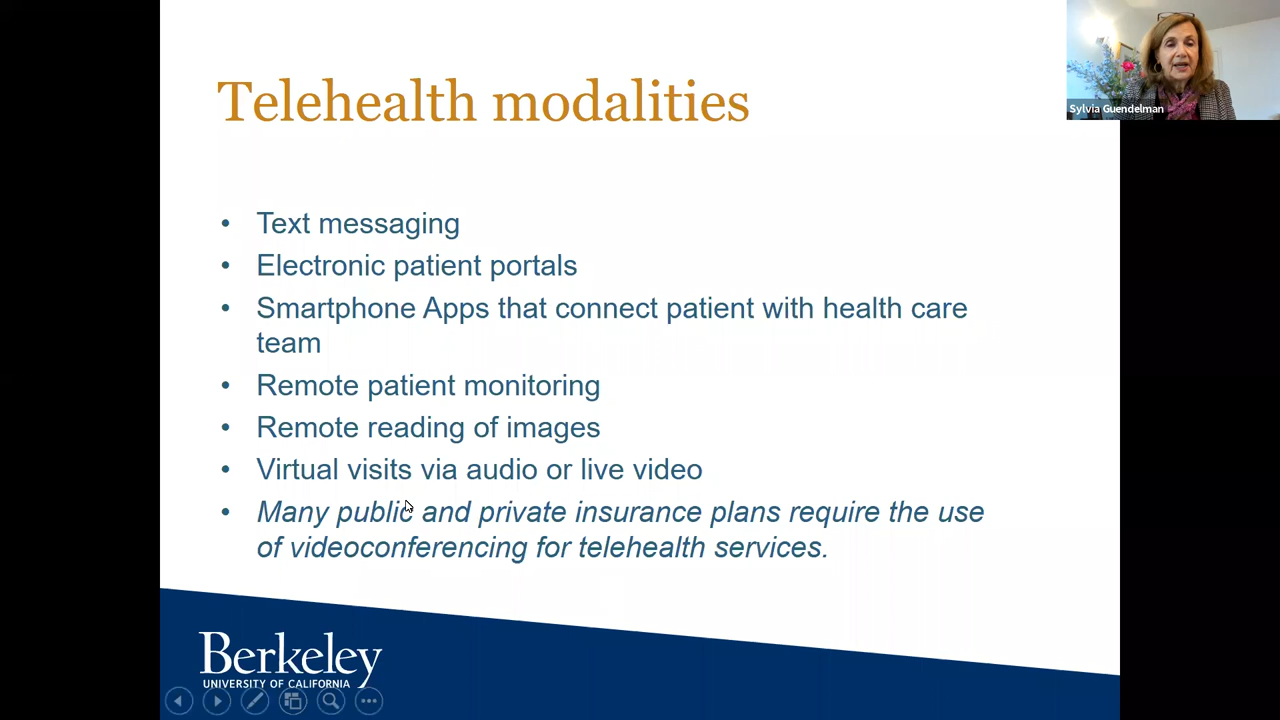 Telehealth modalities
Sylvia Guendelman
• Text messaging
• Electronic patient portals
• Smartphone Apps that connect patient with health care
team
• Remote patient monitoring
• Remote reading of images
• Virtual visits via audio or live video
• Many public and private insurance plans require the use
of videoconferencing for telehealth services.
Berkeley
UNIVERSITY OF CALIFORNIA